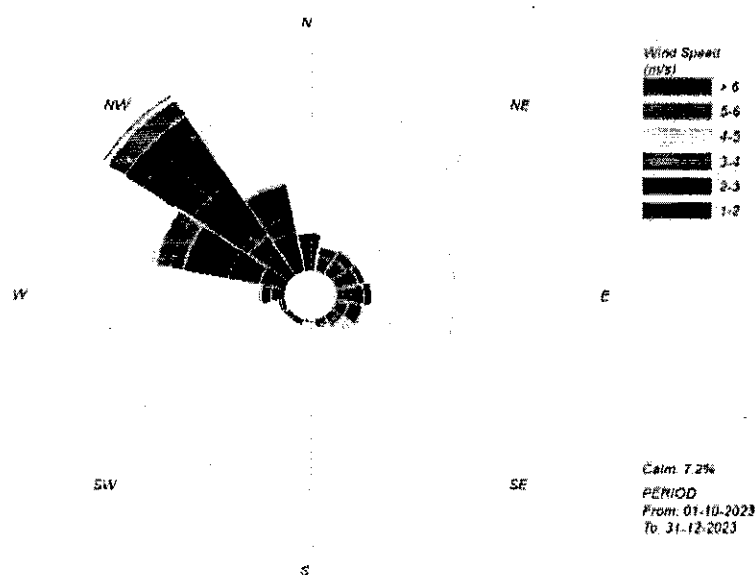 N
Wind Speed
(m/s)
> 6
5-6
4-5
3-4
2-3
1-2
NW
NE
W
E
SW
SE
S
Calm: 7.2%
PERIOD
From: 01-10-2023
To: 31-12-2023